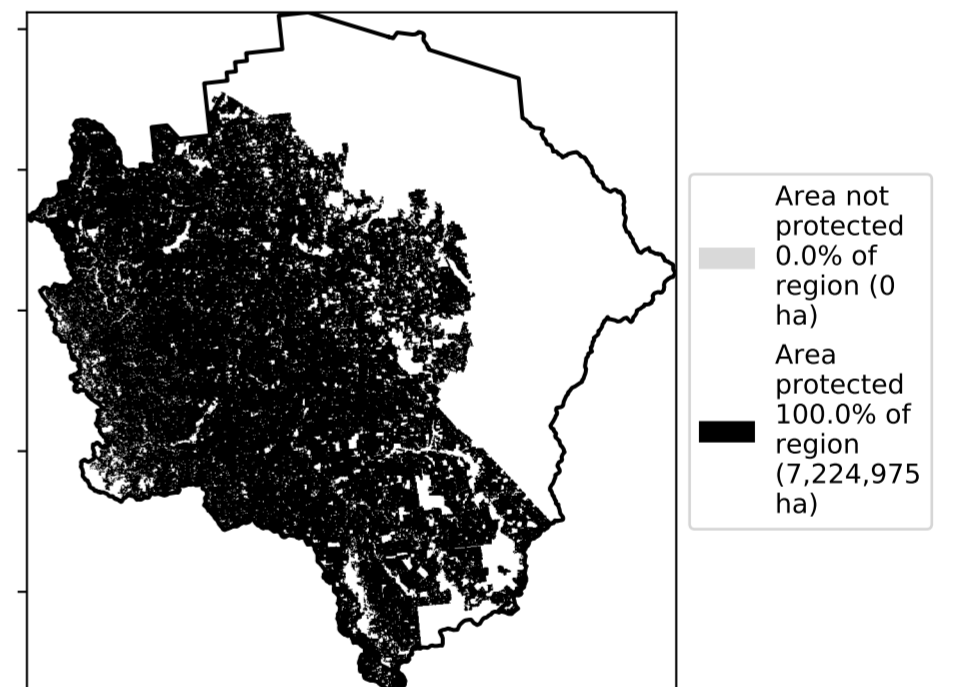 Area not
protected
0.0% of
region (0
ha)
Area
protected
100.0% of
region
(7,224,975
ha)